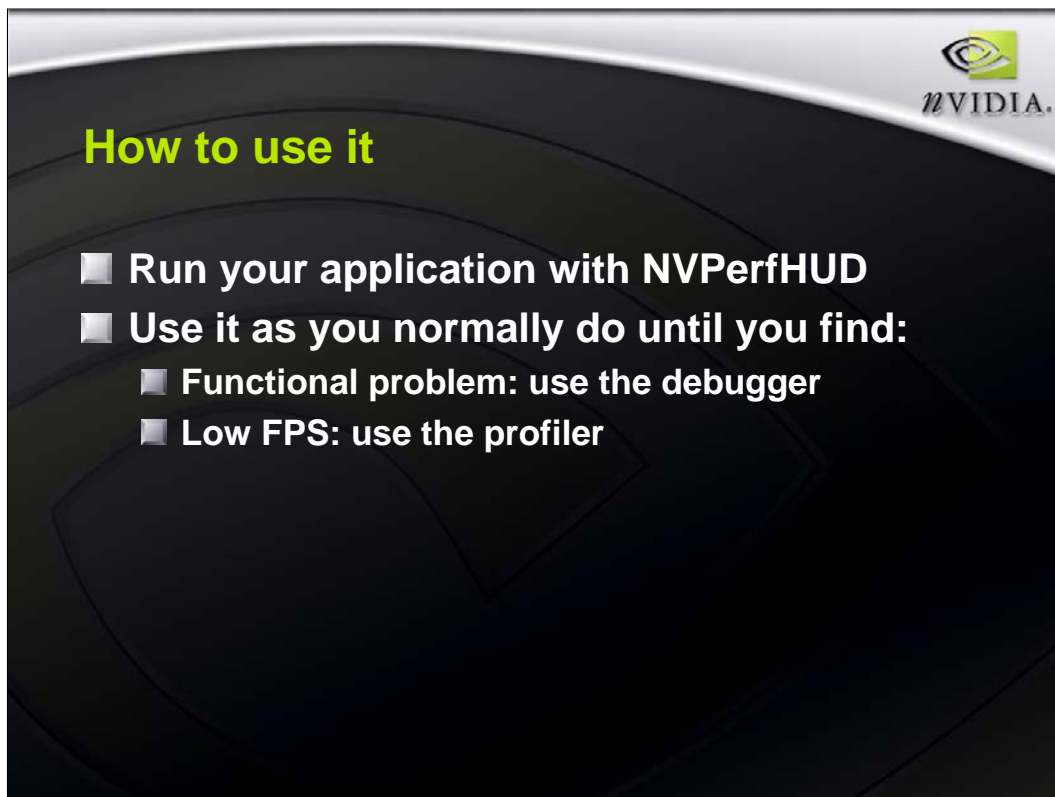 nVIDIA.
How to use it
Run your application with NVPerfHUD
Use it as you normally do until you find:
Functional problem: use the debugger
Low FPS: use the profiler